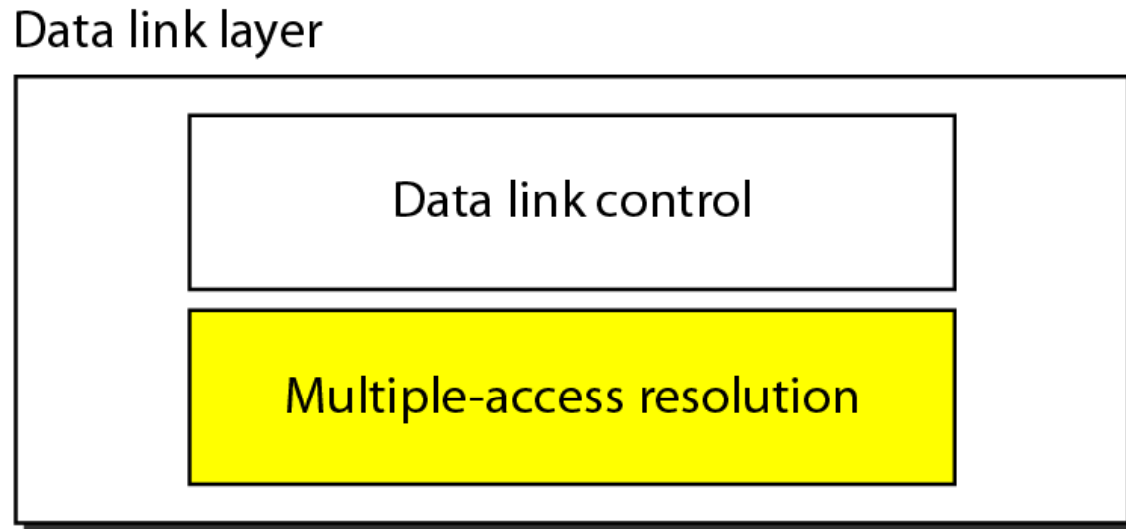 Data link layer
Data link control
Multiple-access resolution